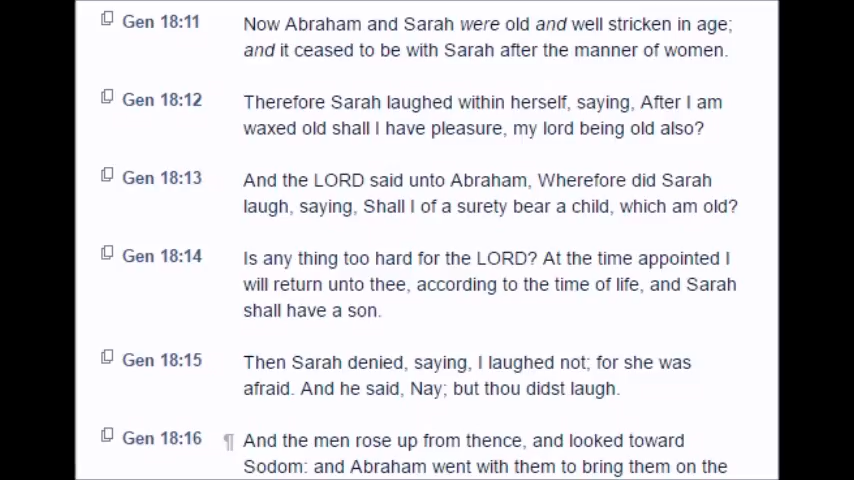 Gen 18:11 Now Abraham and Sarah were old and well stricken in age;
and it ceased to be with Sarah after the manner of women.
Gen 18:12 Therefore Sarah laughed within herself, saying, After I am
waxed old shall I have pleasure, my lord being old also?
Gen 18:13 And the LORD said unto Abraham, Wherefore did Sarah
laugh, saying, Shall I of a surety bear a child, which am old?
Gen 18:14 Is any thing too hard for the LORD? At the time appointed I
will return unto thee, according to the time of life, and Sarah
shall have a son.
Gen 18:15 Then Sarah denied, saying, I laughed not; for she was
afraid. And he said, Nay; but thou didst laugh.
Gen 18:16 ¶ And the men rose up from thence, and looked toward
Sodom: and Abraham went with them to bring them on the